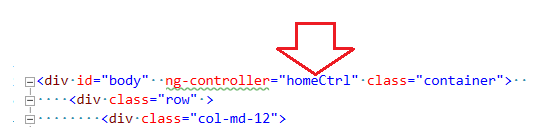 <div id="body"  ng-controller="homeCtrl" class="container">
<div class="row" >
<div class="col-md-12">